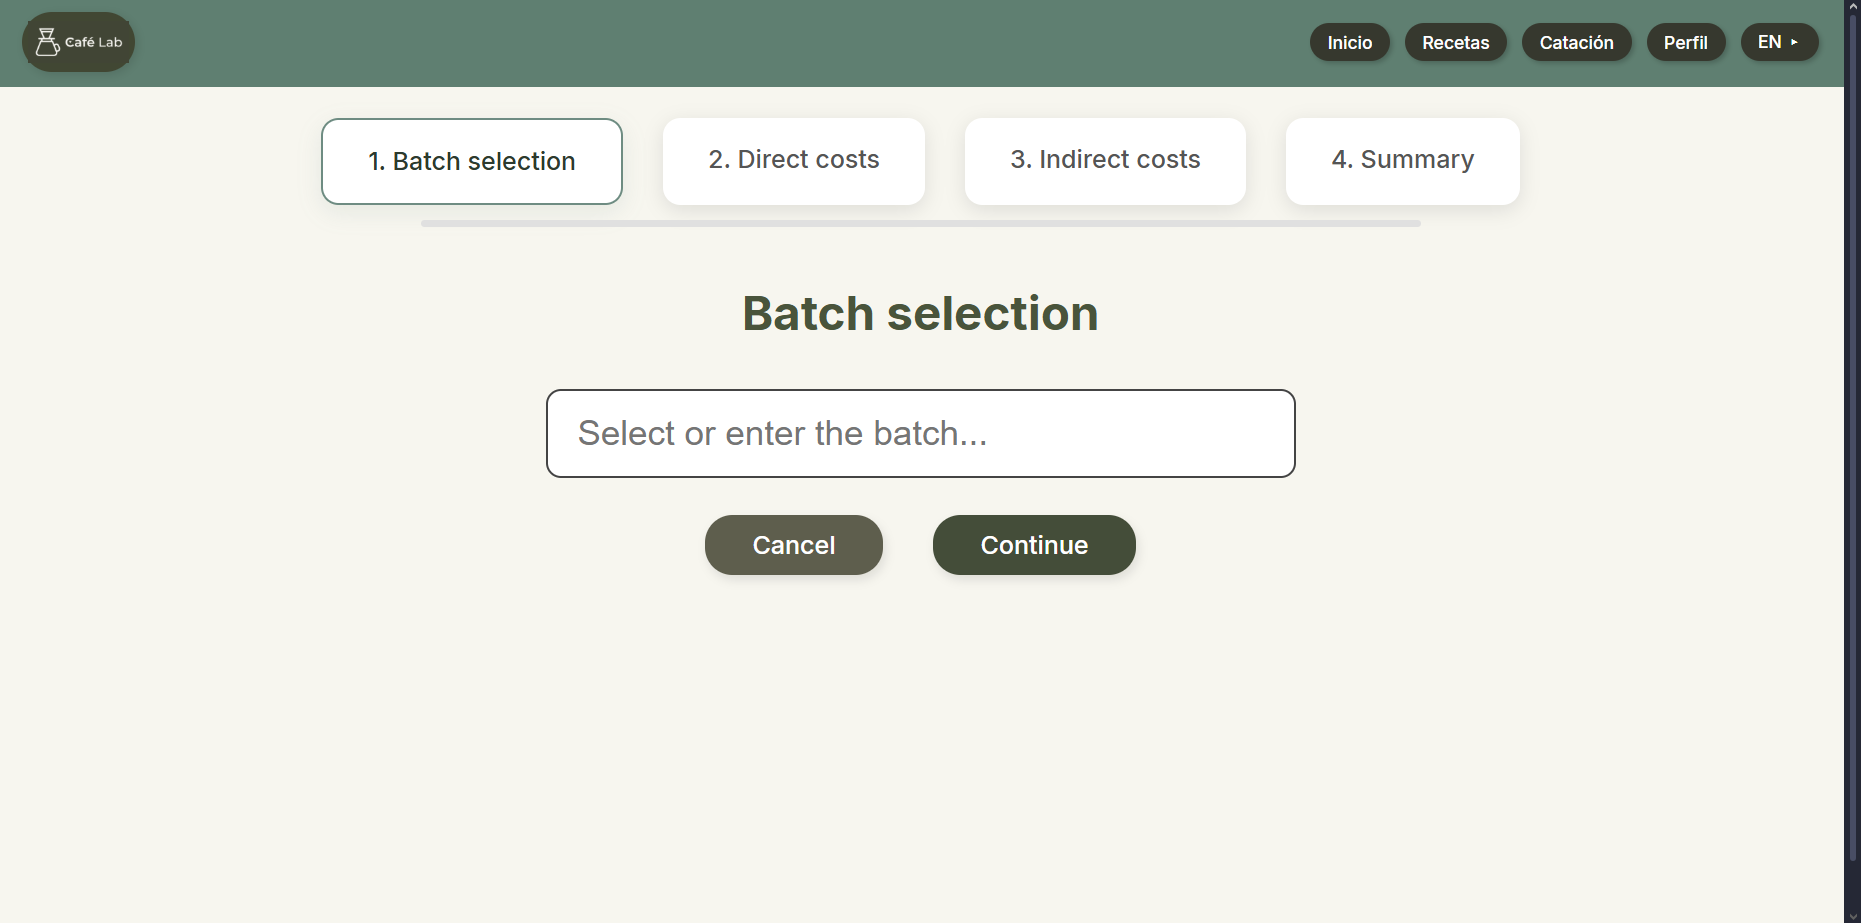 Café Lab
Inicio
Recetas
Catación
Perfil
EN ▸
1. Batch selection
2. Direct costs
3. Indirect costs
4. Summary
Batch selection
Select or enter the batch...
Cancel
Continue